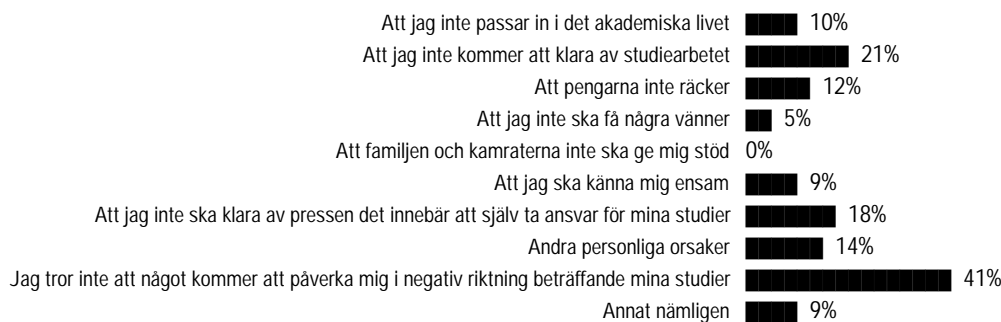 Att jag inte passar in i det akademiska livet 10%
Att jag inte kommer att klara av studiearbetet 21%
Att pengarna inte räcker 12%
Att jag inte ska få några vänner 5%
Att familjen och kamraterna inte ska ge mig stöd 0%
Att jag ska känna mig ensam 9%
Att jag inte ska klara av pressen det innebär att själv ta ansvar för mina studier 18%
Andra personliga orsaker 14%
Jag tror inte att något kommer att påverka mig i negativ riktning beträffande mina studier 41%
Annat nämligen 9%